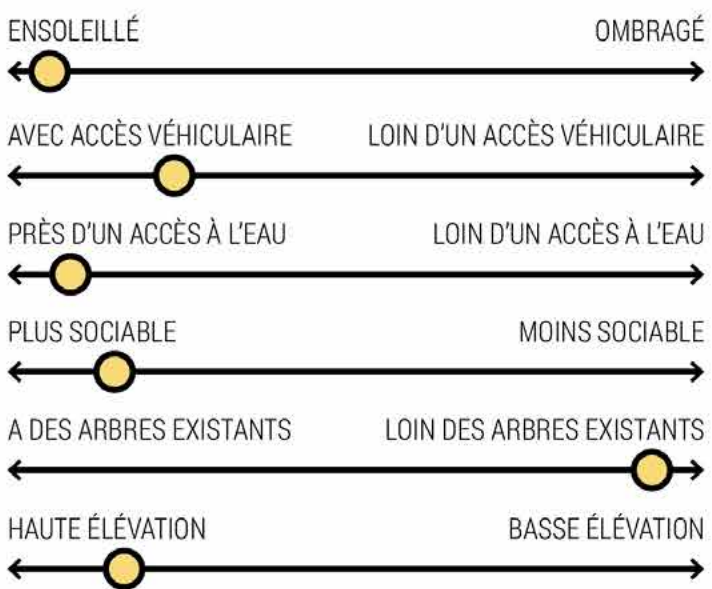 ENSOLEILLÉ OMBRAGÉ
AVEC ACCÈS VÉHICULAIRE LOIN D'UN ACCÈS VÉHICULAIRE
PRÈS D'UN ACCÈS À L'EAU LOIN D'UN ACCÈS À L'EAU
PLUS SOCIABLE MOINS SOCIABLE
A DES ARBRES EXISTANTS LOIN DES ARBRES EXISTANTS
HAUTE ÉLÉVATION BASSE ÉLÉVATION